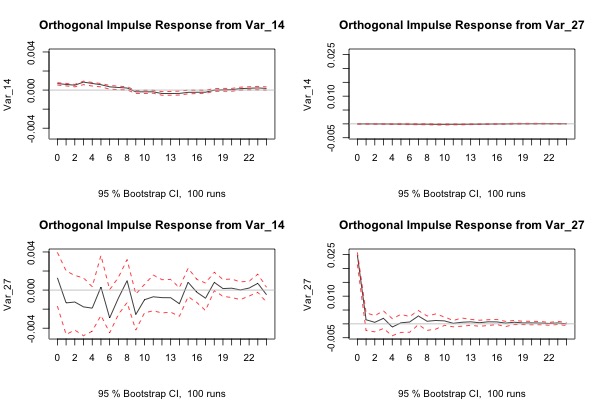 Orthogonal Impulse Response from Var_14
Var_14
0.004
0.000
-0.004
0 2 4 6 8 10 13 16 19 22
95 % Bootstrap CI, 100 runs
Orthogonal Impulse Response from Var_27
Var_14
0.025
0.010
-0.005
0 2 4 6 8 10 13 16 19 22
95 % Bootstrap CI, 100 runs
Orthogonal Impulse Response from Var_14
Var_27
0.004
0.000
-0.004
0 2 4 6 8 10 13 16 19 22
95 % Bootstrap CI, 100 runs
Orthogonal Impulse Response from Var_27
Var_27
0.025
0.010
-0.005
0 2 4 6 8 10 13 16 19 22
95 % Bootstrap CI, 100 runs